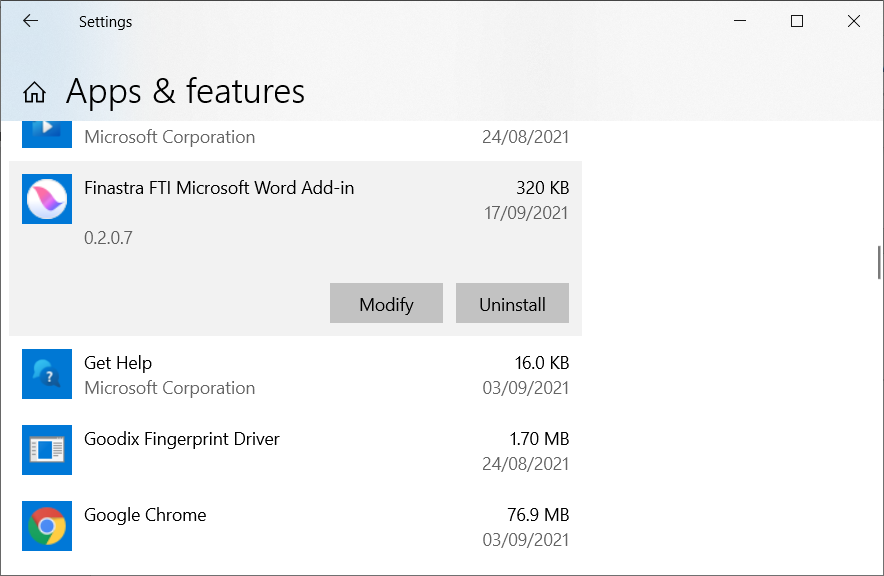 Settings
Apps & features
Microsoft Corporation 24/08/2021
Finastra FTI Microsoft Word Add-in 320 KB
17/09/2021
0.2.0.7
Modify Uninstall
Get Help 16.0 KB
Microsoft Corporation 03/09/2021
Goodix Fingerprint Driver 1.70 MB
24/08/2021
Google Chrome 76.9 MB
03/09/2021